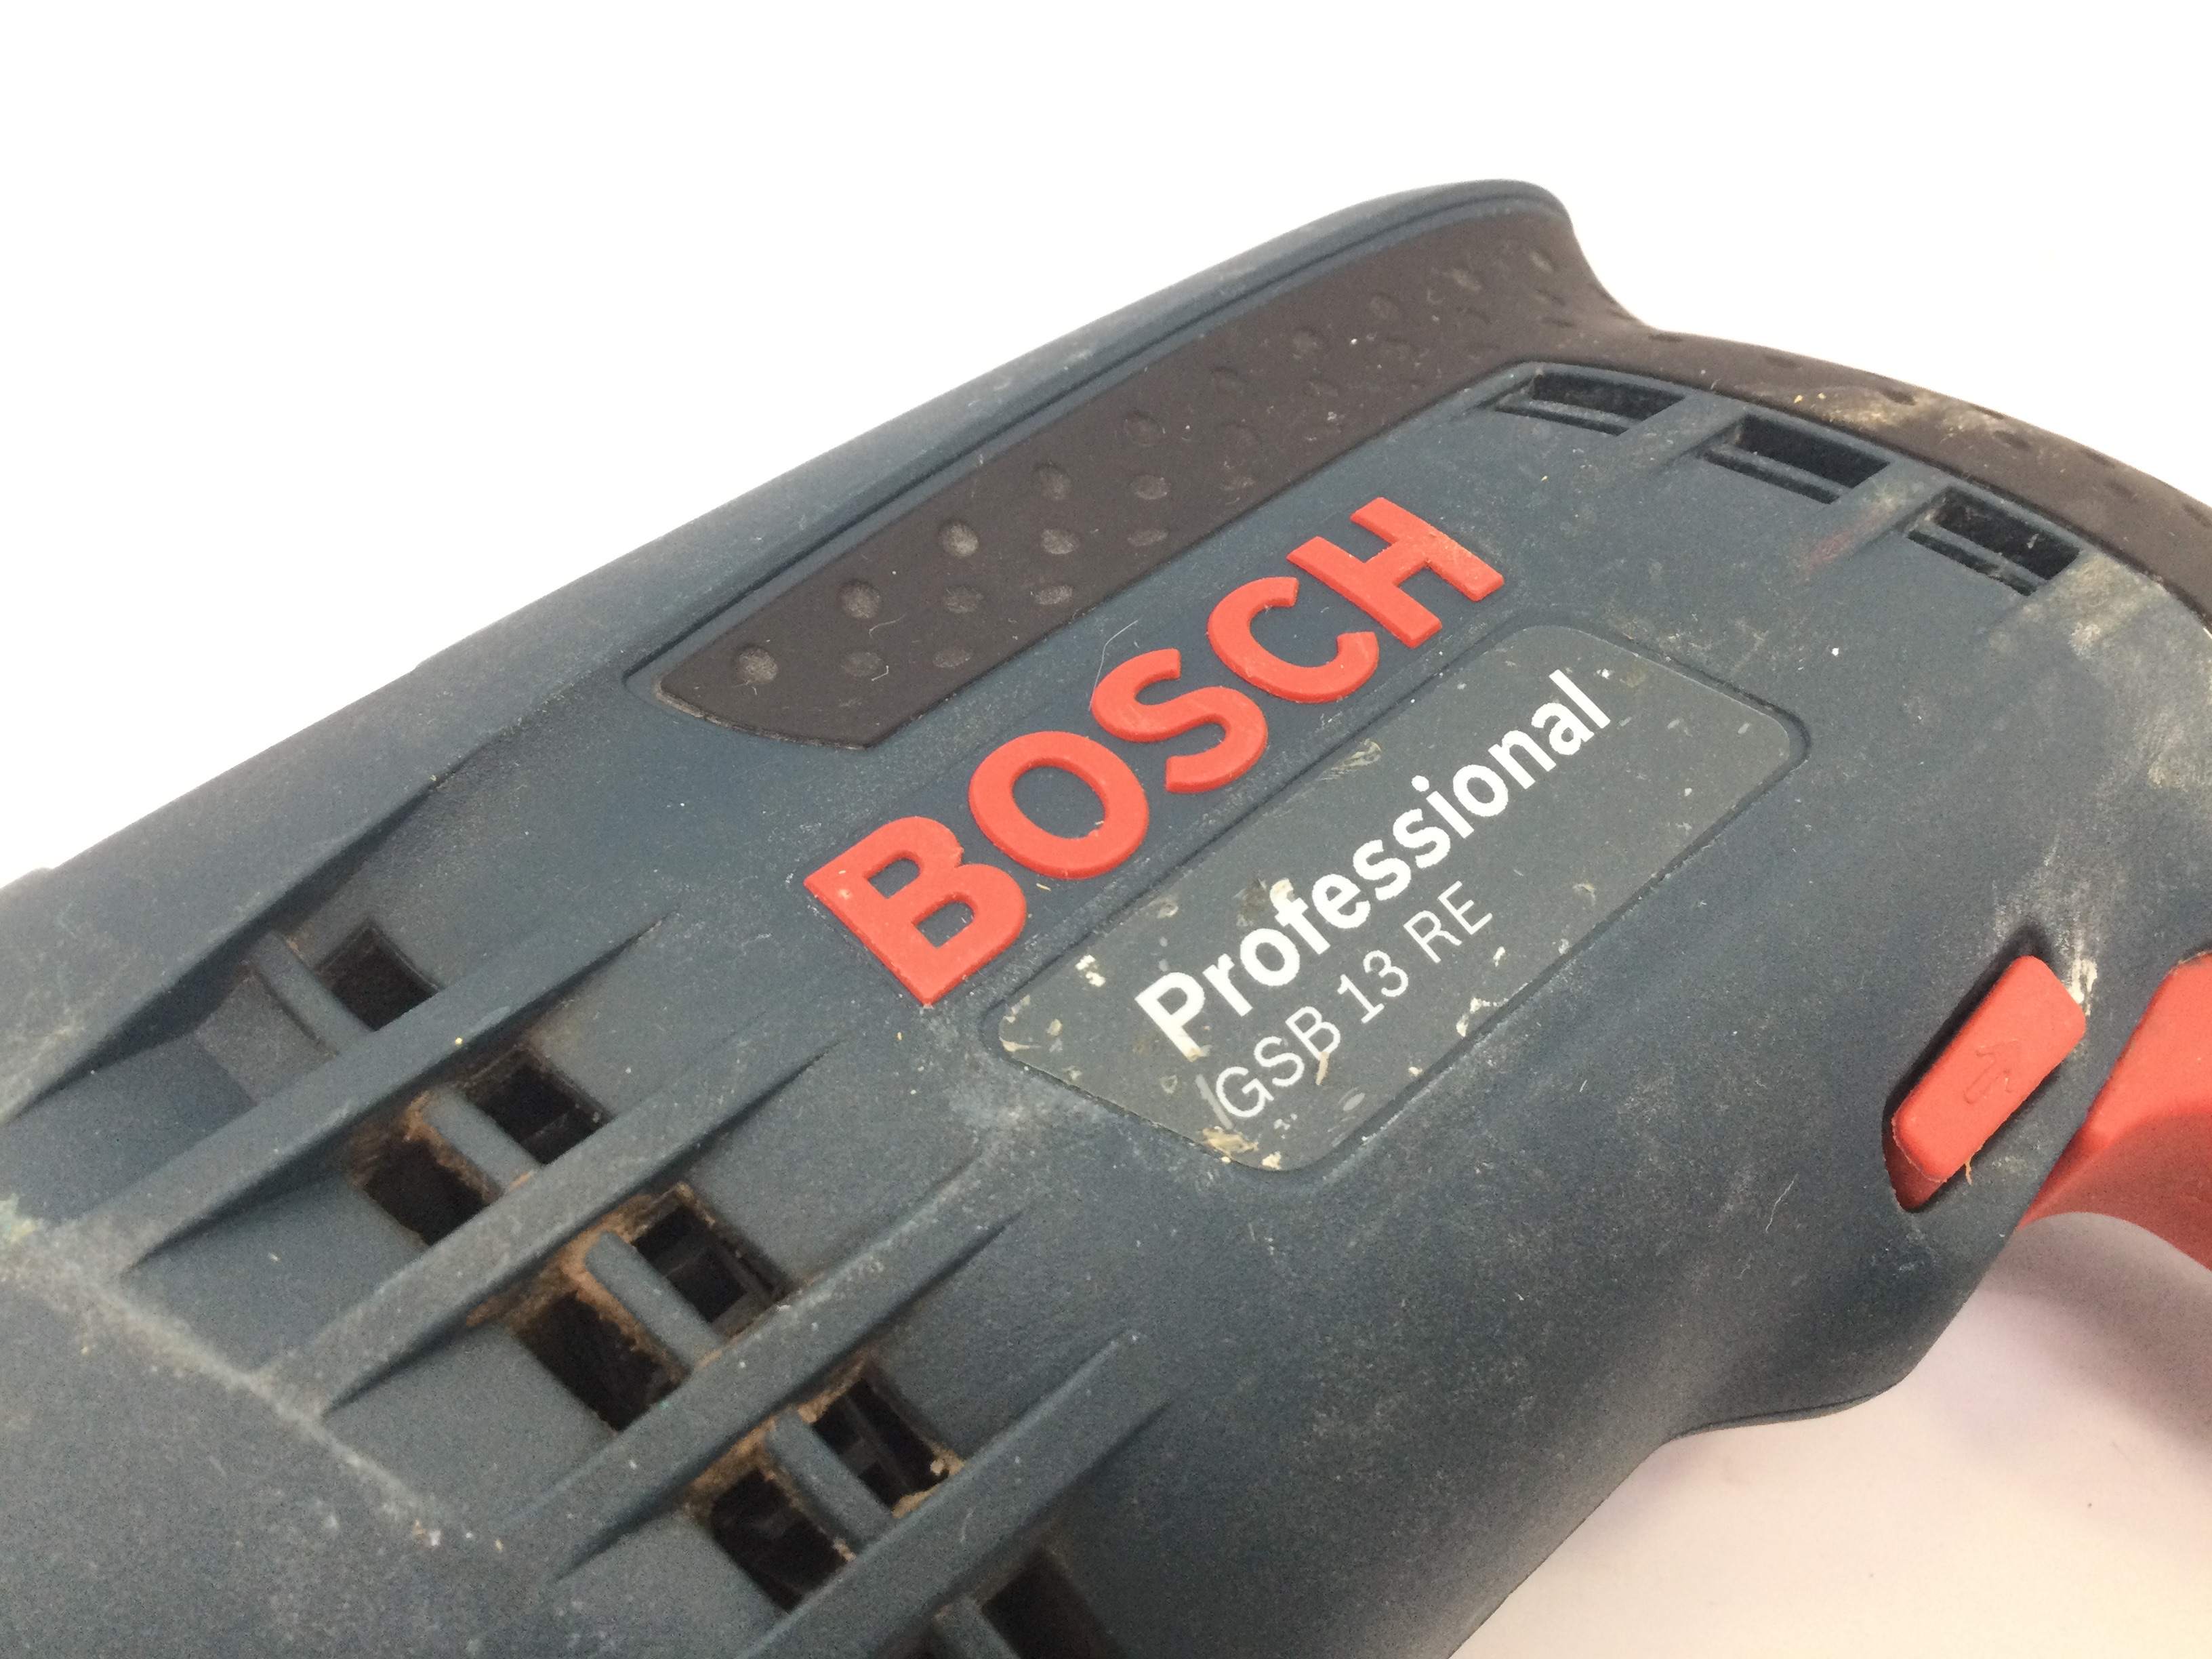 BOSCH
Professional
GSB 13 RE